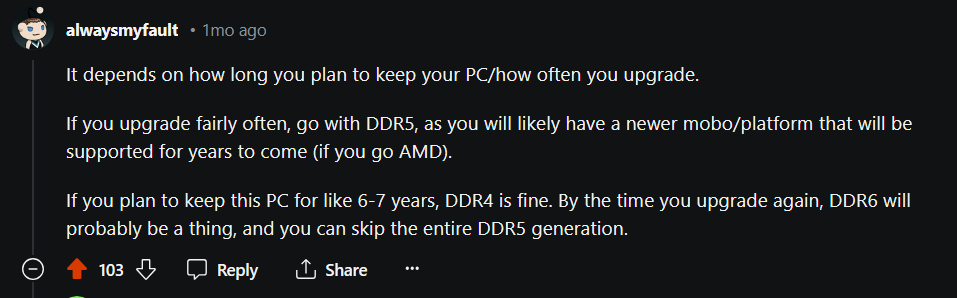 alwaysmyfault • 1mo ago
It depends on how long you plan to keep your PC/how often you upgrade.
If you upgrade fairly often, go with DDR5, as you will likely have a newer mobo/platform that will be
supported for years to come (if you go AMD).
If you plan to keep this PC for like 6-7 years, DDR4 is fine. By the time you upgrade again, DDR6 will
probably be a thing, and you can skip the entire DDR5 generation.
103 Reply Share ...